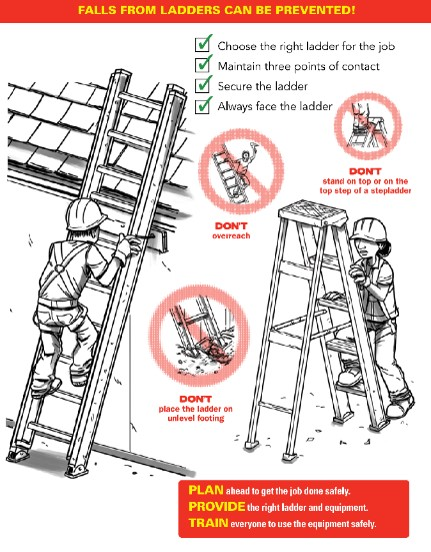 FALLS FROM LADDERS CAN BE PREVENTED!
Choose the right ladder for the job
Maintain three points of contact
Secure the ladder
Always face the ladder
DON'T
stand on top or on the
top step of a stepladder
DON'T
overreach
DON'T
place the ladder on
unlevel footing
PLAN ahead to get the job done safely.
PROVIDE the right ladder and equipment.
TRAIN everyone to use the equipment safely.